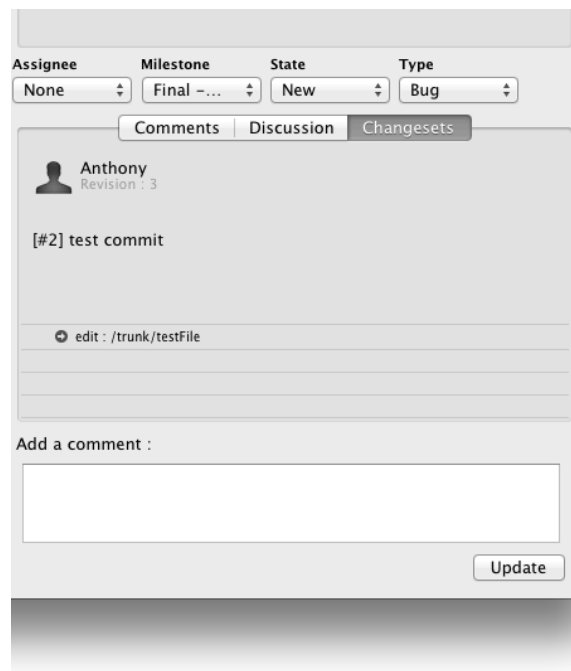 Assignee Milestone State Type
None Final –... New Bug
Comments Discussion Changesets
Anthony
Revision : 3
[#2] test commit
edit : /trunk/testFile
Add a comment :
Update